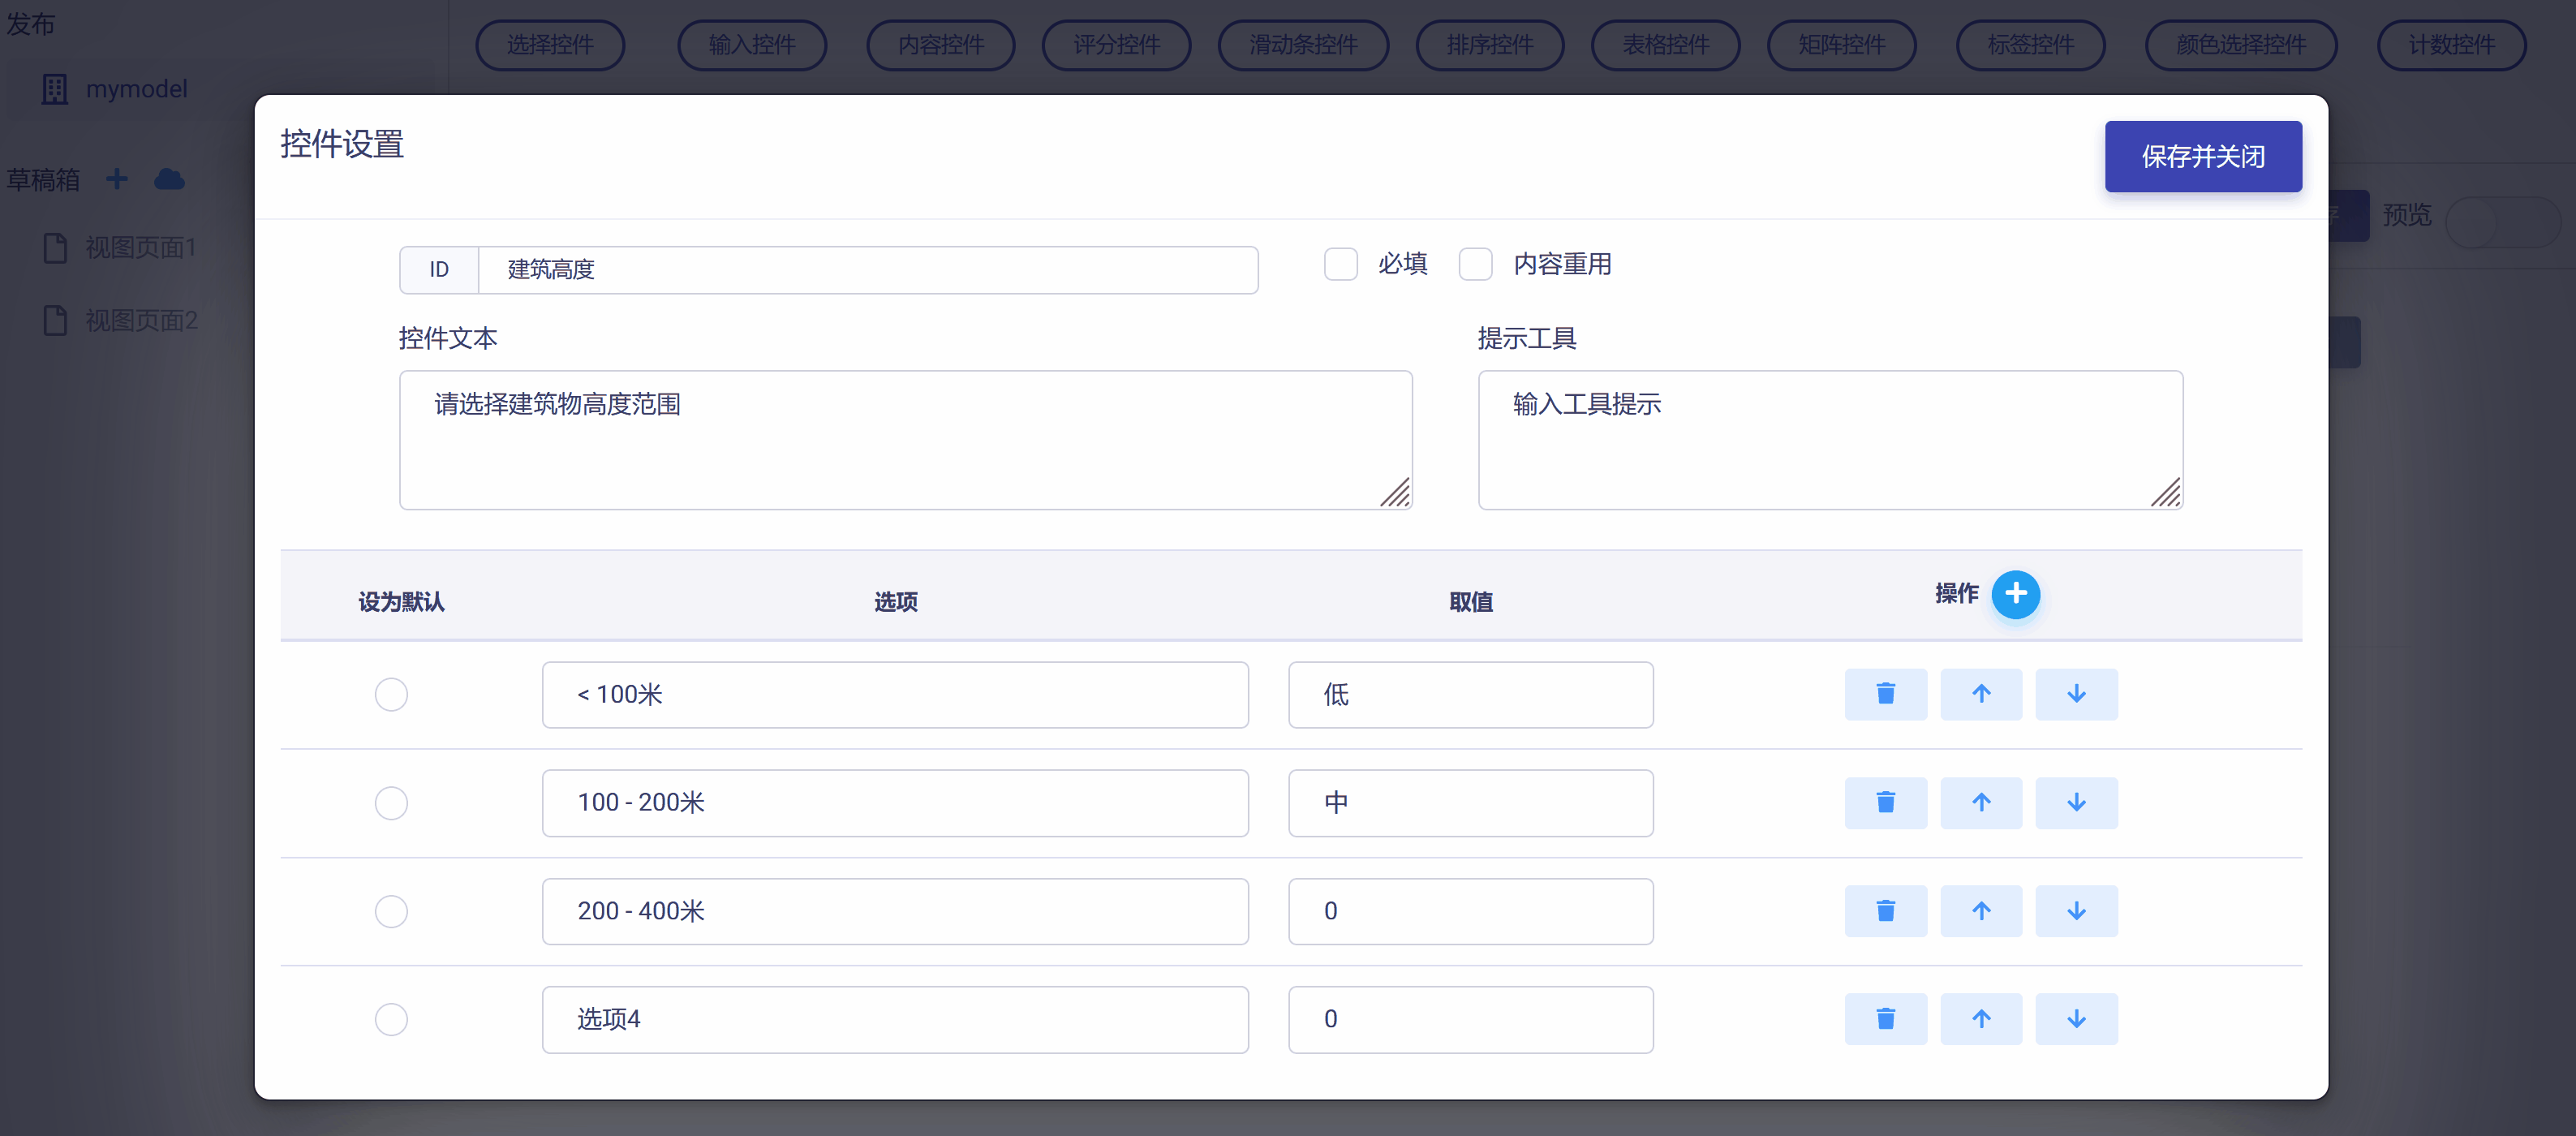 发布
选择控件 输入控件 内容控件 评分控件 滑动条控件 排序控件 表格控件 矩阵控件 标签控件 颜色选择控件 计数控件
mymodel
控件设置
保存并关闭
草稿箱
预览
视图页面1
视图页面2
ID 建筑高度
必填 内容重用
控件文本 提示工具
请选择建筑物高度范围 输入工具提示
设为默认 选项 取值 操作
< 100米 低
100 - 200米 中
200 - 400米 0
选项4 0